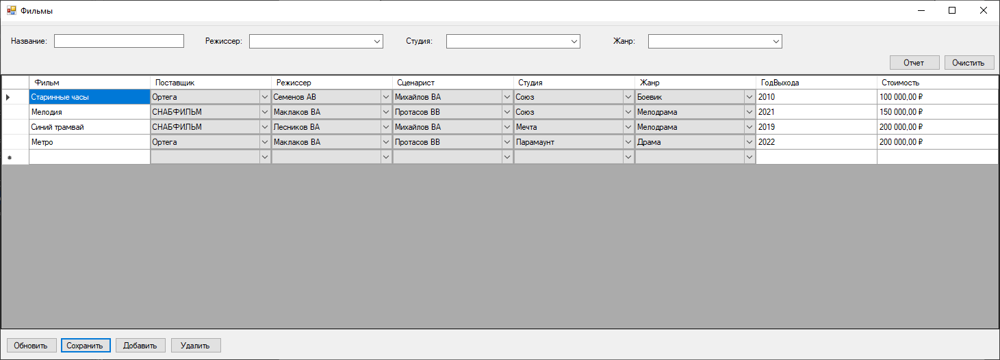 Фильмы
Название: Режиссер: Студия: Жанр:
Отчет Очистить
Фильм Поставщик Режиссер Сценарист Студия Жанр ГодВыхода Стоимость
Старинные часы Ортега Семенов АВ Михайлов ВА Союз Боевик 2010 100 000,00 ₽
Мелодия СНАБФИЛЬМ Маклаков ВА Протасов ВВ Союз Мелодрама 2021 150 000,00 ₽
Синий трамвай СНАБФИЛЬМ Лесников ВА Михайлов ВА Мечта Мелодрама 2019 200 000,00 ₽
Метро Ортега Маклаков ВА Протасов ВВ Парамаунт Драма 2022 200 000,00 ₽
Обновить Сохранить Добавить Удалить